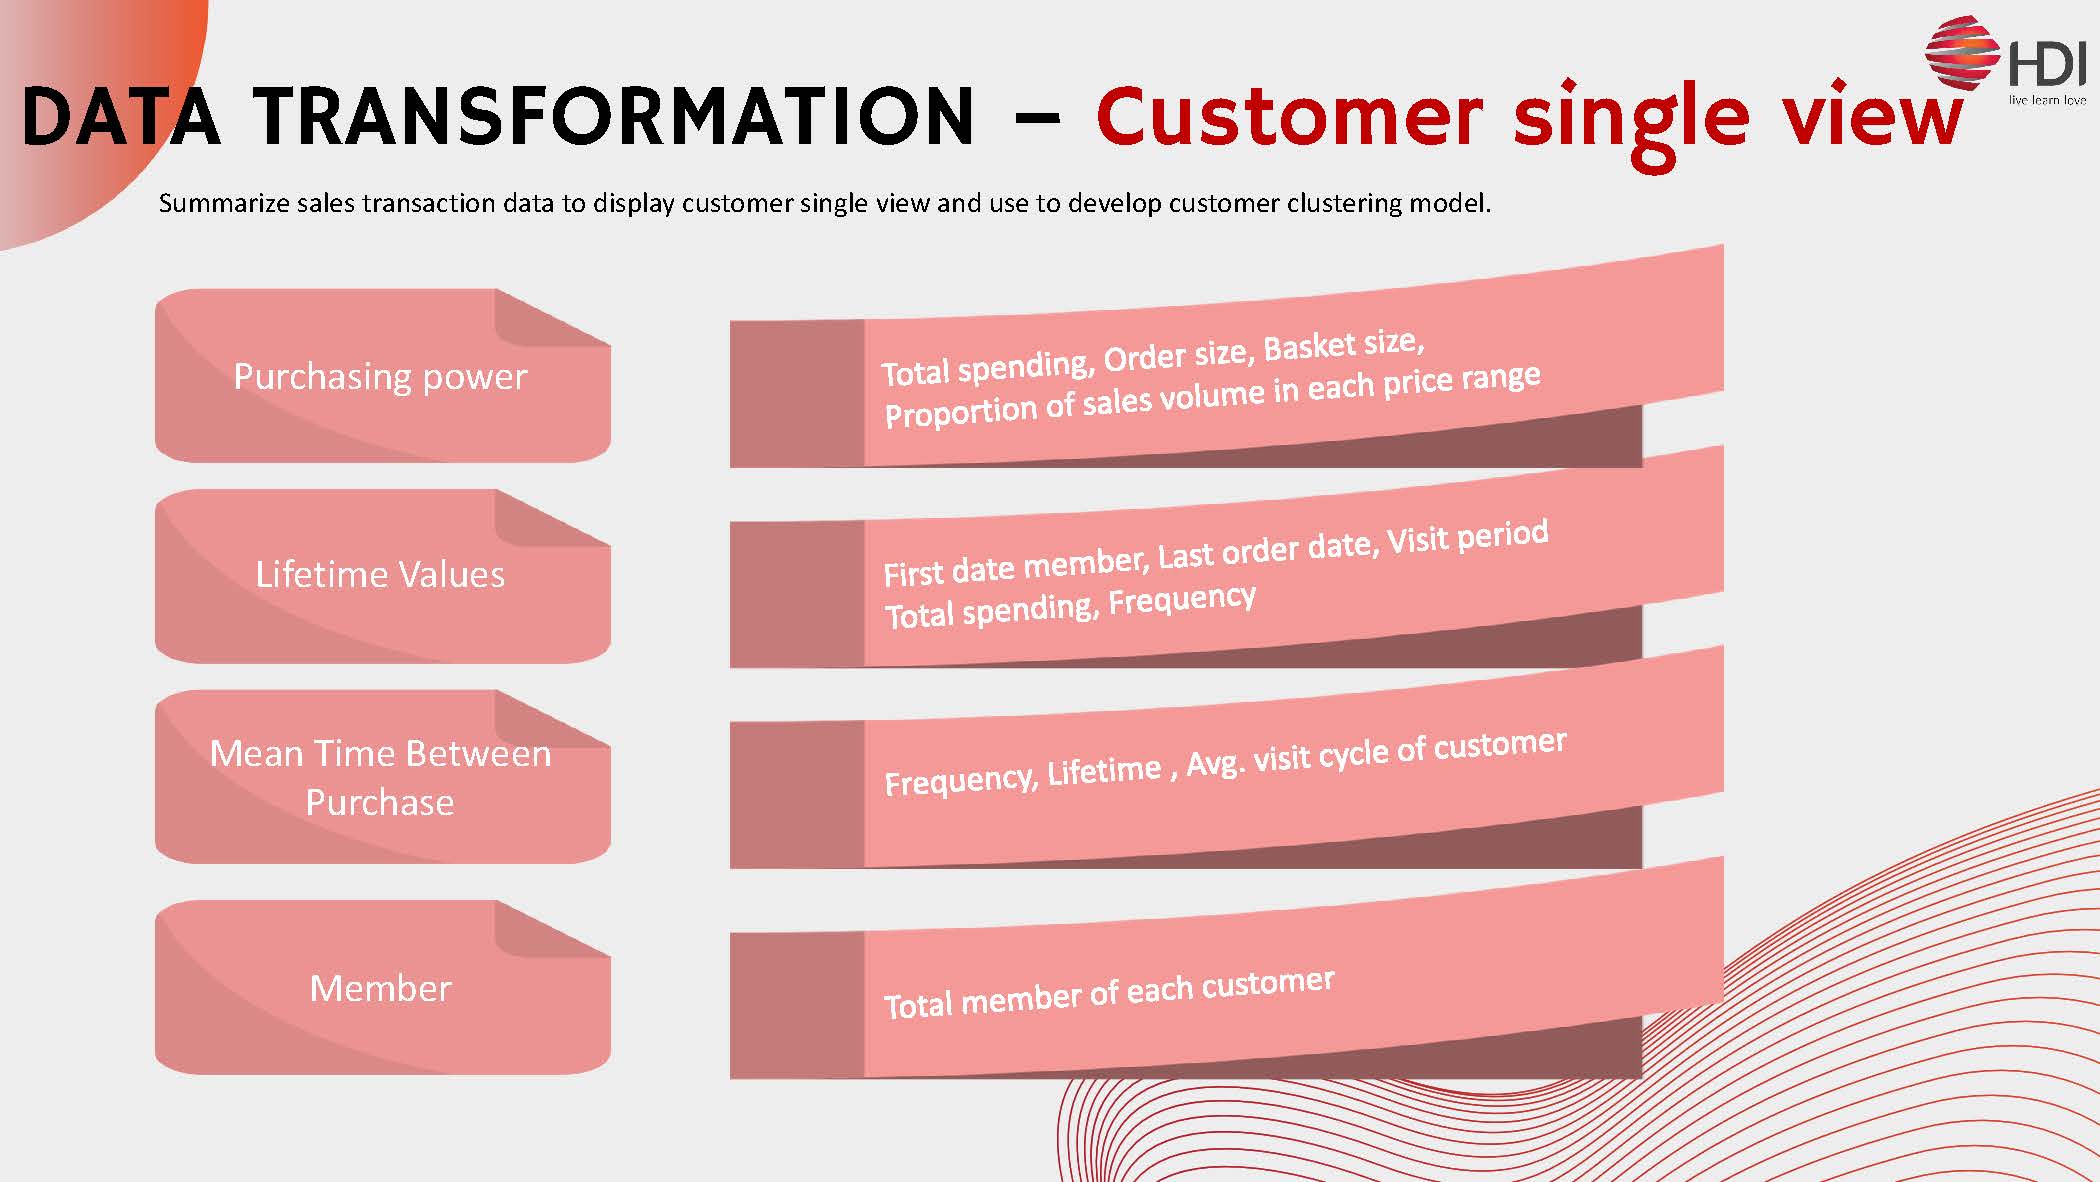 HDI
live learn love
DATA TRANSFORMATION – Customer single view
Summarize sales transaction data to display customer single view and use to develop customer clustering model.
Purchasing power
Total spending, Order size, Basket size,
Proportion of sales volume in each price range
Lifetime Values
First date member, Last order date, Visit period
Total spending, Frequency
Mean Time Between
Purchase
Frequency, Lifetime , Avg. visit cycle of customer
Member
Total member of each customer